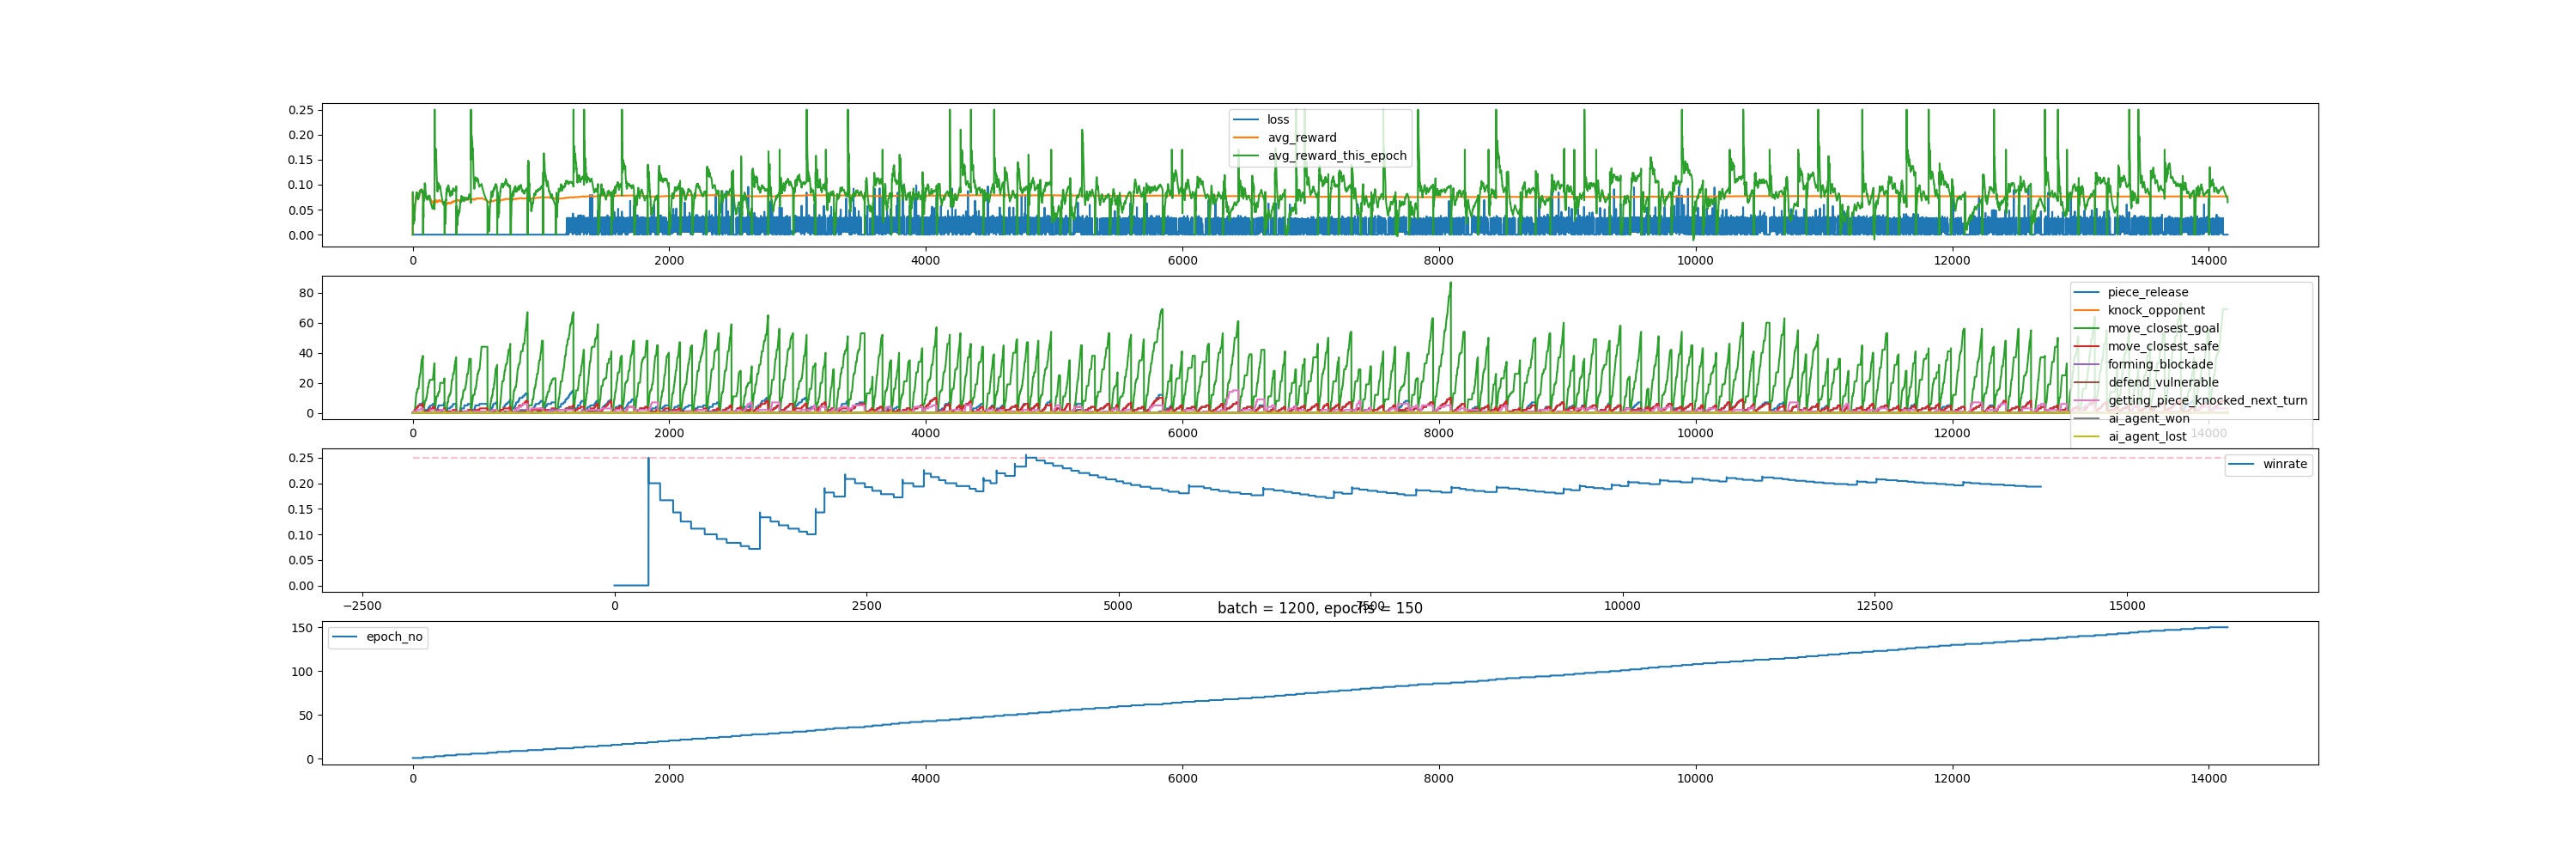 0.25
0.20
0.15
0.10
0.05
0.00
loss
avg_reward
avg_reward_this_epoch
0 2000 4000 6000 8000 10000 12000 14000
80
60
40
20
0
piece_release
knock_opponent
move_closest_goal
move_closest_safe
forming_blockade
defend_vulnerable
getting_piece_knocked_next_turn
ai_agent_won
ai_agent_lost
0 2000 4000 6000 8000 10000 12000 14000
0.25
0.20
0.15
0.10
0.05
0.00
winrate
−2500 0 2500 5000 7500 10000 12500 15000
batch = 1200, epochs = 150
150
100
50
0
epoch_no
0 2000 4000 6000 8000 10000 12000 14000